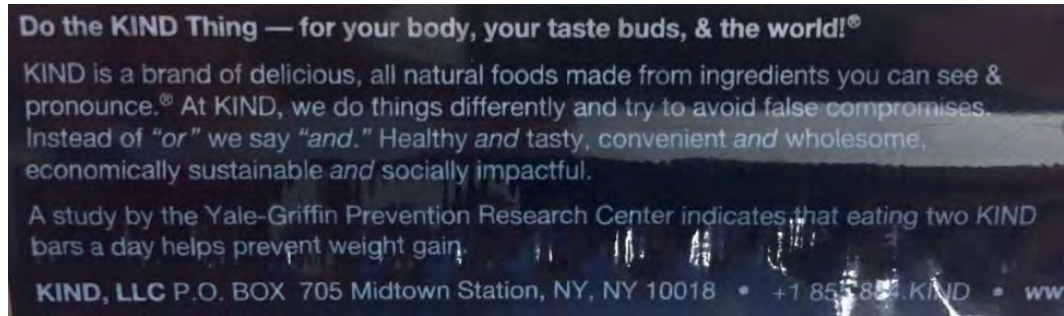 Do the KIND Thing — for your body, your taste buds, & the world!®
KIND is a brand of delicious, all natural foods made from ingredients you can see &
pronounce.® At KIND, we do things differently and try to avoid false compromises.
Instead of "or" we say "and." Healthy and tasty, convenient and wholesome,
economically sustainable and socially impactful.
A study by the Yale-Griffin Prevention Research Center indicates that eating two KIND
bars a day helps prevent weight gain.
KIND, LLC P.O. BOX 705 Midtown Station, NY, NY 10018 •